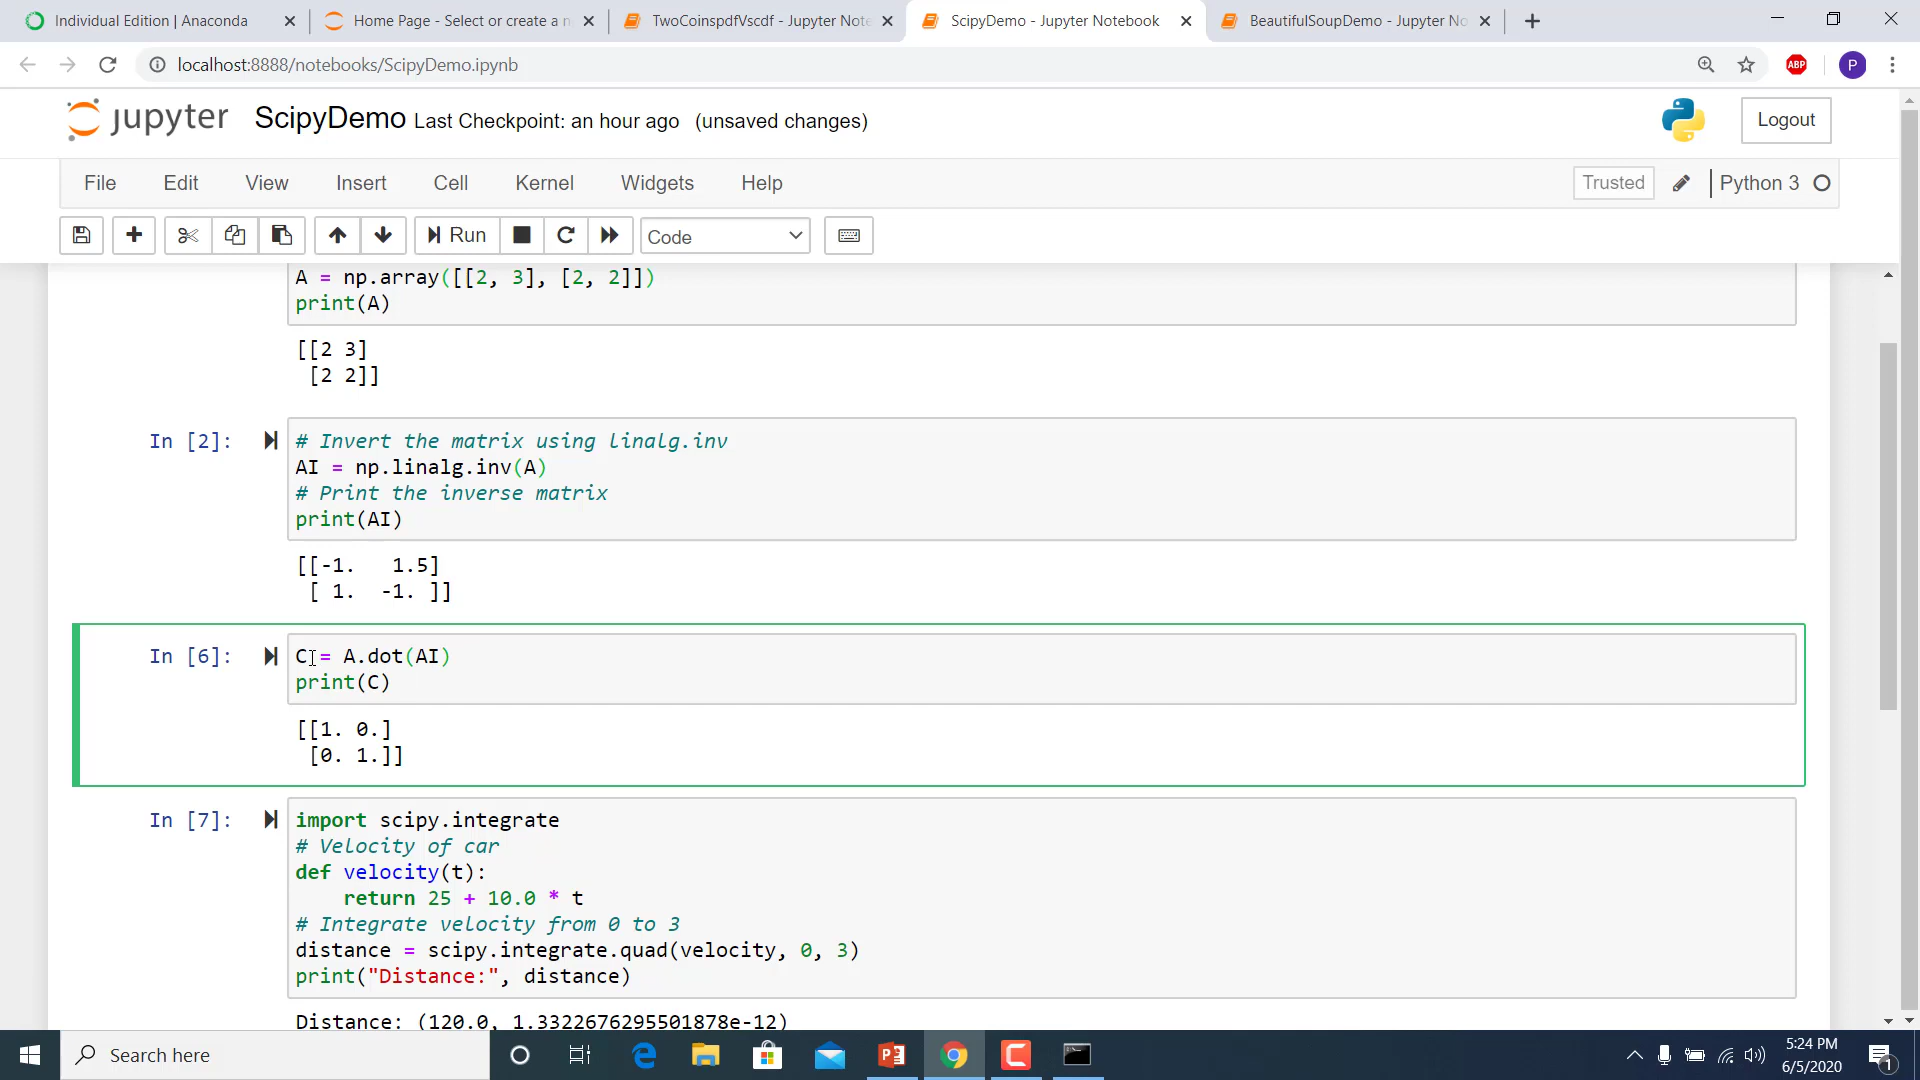 Individual Edition | Anaconda
Home Page - Select or create a n
TwoCoinspdfVscdf - Jupyter Note
ScipyDemo - Jupyter Notebook
BeautifulSoupDemo - Jupyter No
localhost:8888/notebooks/ScipyDemo.ipynb
ABP
P
jupyter ScipyDemo Last Checkpoint: an hour ago (unsaved changes)
Logout
File Edit View Insert Cell Kernel Widgets Help
Trusted
Python 3
Run
Code
A = np.array([[2, 3], [2, 2]])
print(A)
[[2 3]
[2 2]]
In [2]:
# Invert the matrix using linalg.inv
AI = np.linalg.inv(A)
# Print the inverse matrix
print(AI)
[[-1. 1.5]
[ 1. -1. ]]
In [6]:
C = A.dot(AI)
print(C)
[[1. 0.]
[0. 1.]]
In [7]:
import scipy.integrate
# Velocity of car
def velocity(t):
return 25 + 10.0 * t
# Integrate velocity from 0 to 3
distance = scipy.integrate.quad(velocity, 0, 3)
print("Distance:", distance)
Distance: (120.0, 1.3322676295501878e-12)
Search here
5:24 PM
6/5/2020
1